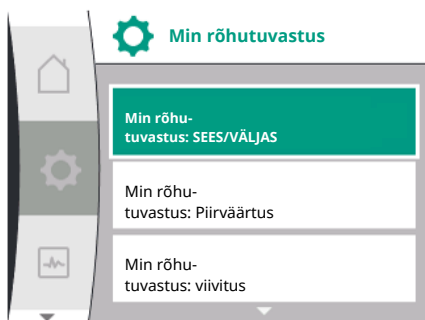 Min rõhutuvastus
Min rõhu-
tuvastus: SEES/VÄLJAS
Min rõhu-
tuvastus: Piirväärtus
Min rõhu-
tuvastus: viivitus